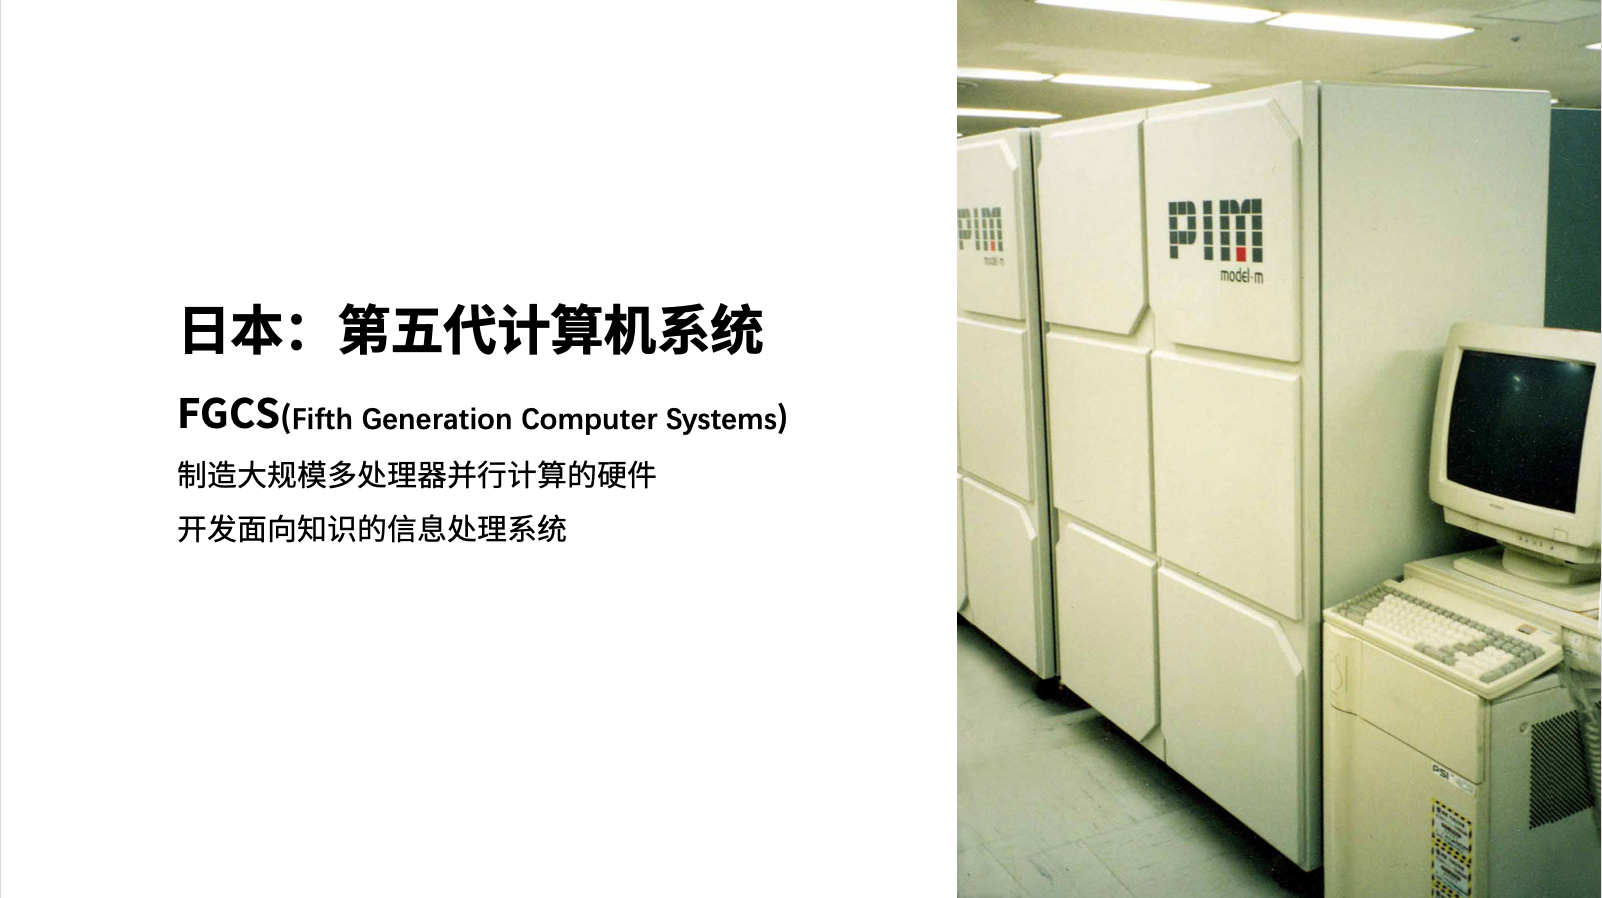 日本：第五代计算机系统
FGCS(Fifth Generation Computer Systems)
制造大规模多处理器并行计算的硬件
开发面向知识的信息处理系统
PIM
model-m
PIM
model-m
PSI